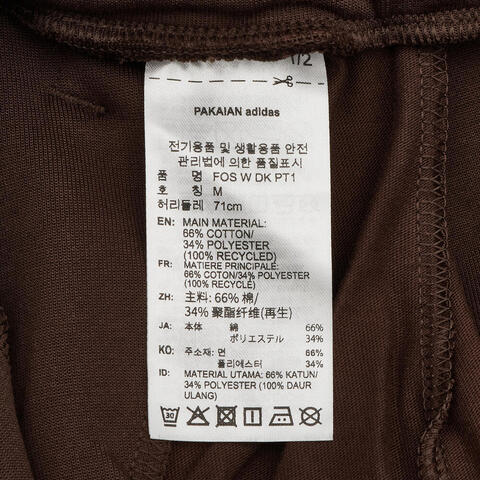 1/2
PAKAIAN adidas
전기용품 및 생활용품 안전
관리법에 의한 품질표시
품 명 FOS W DK PT1
호 칭 M
허리둘레 71cm
EN: MAIN MATERIAL:
66% COTTON/
34% POLYESTER
(100% RECYCLED)
FR: MATIERE PRINCIPALE:
66% COTON/34% POLYESTER
(100% RECYCLÉ)
ZH: 主料: 66% 棉/
34% 聚酯纤维(再生)
JA: 本体 綿 66%
ポリエステル 34%
KO: 주소재: 면 66%
폴리에스터 34%
ID: MATERIAL UTAMA: 66% KATUN/
34% POLYESTER (100% DAUR
ULANG)
30